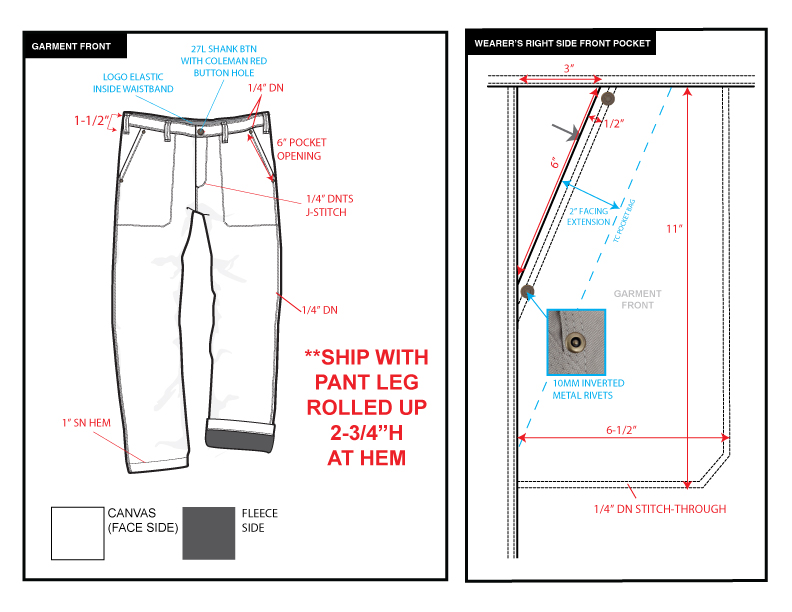 GARMENT FRONT
27L SHANK BTN
WITH COLEMAN RED
BUTTON HOLE
LOGO ELASTIC
INSIDE WAISTBAND
1/4" DN
1-1/2”
6" POCKET
OPENING
1/4" DNTS
J-STITCH
1/4" DN
**SHIP WITH
PANT LEG
ROLLED UP
2-3/4”H
AT HEM
1" SN HEM
CANVAS
(FACE SIDE)
FLEECE
SIDE
WEARER'S RIGHT SIDE FRONT POCKET
3”
1/2”
6”
2" FACING
EXTENSION
TC POCKET BAG
11”
GARMENT
FRONT
10MM INVERTED
METAL RIVETS
6-1/2”
1/4" DN STITCH-THROUGH